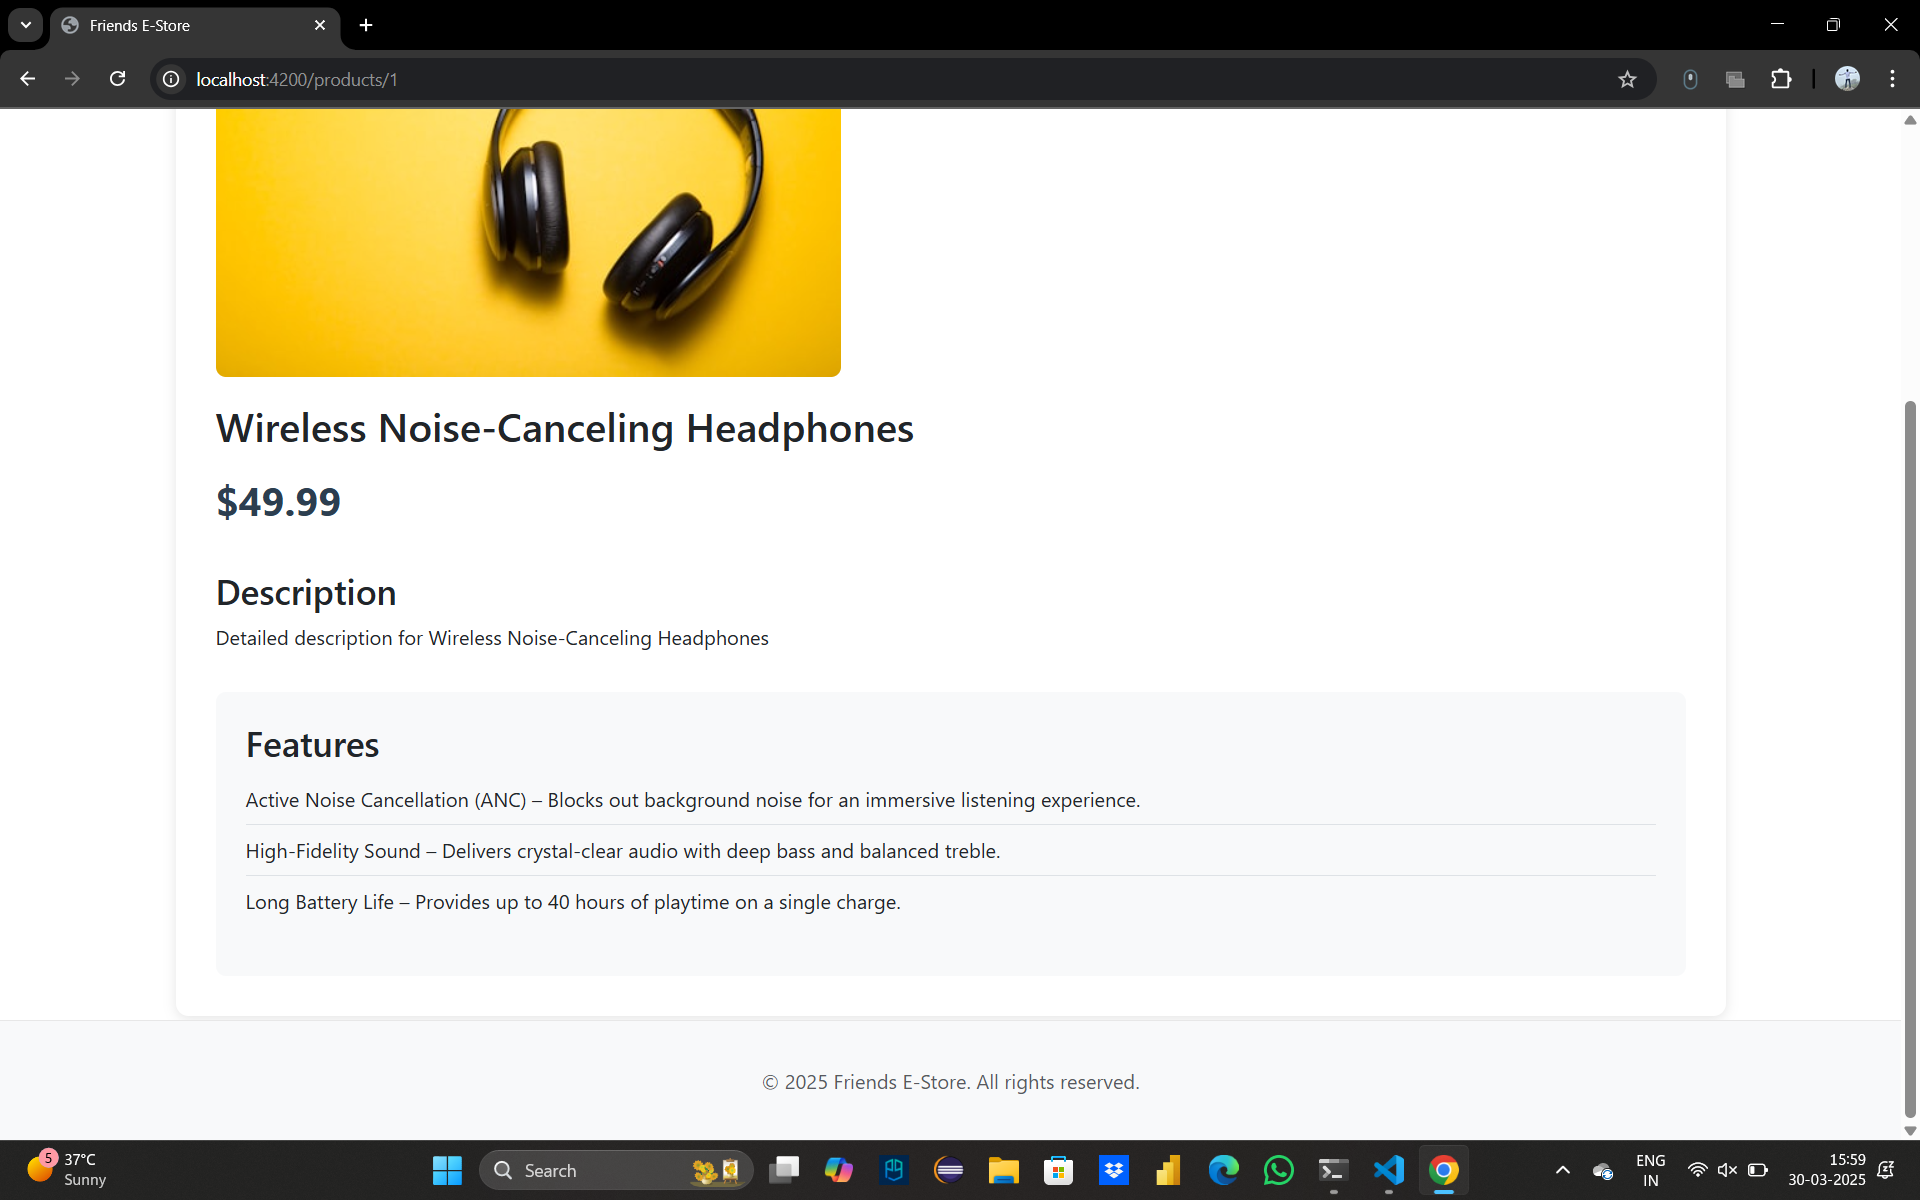 Friends E-Store
localhost:4200/products/1
Wireless Noise-Canceling Headphones
$49.99
Description
Detailed description for Wireless Noise-Canceling Headphones
Features
Active Noise Cancellation (ANC) – Blocks out background noise for an immersive listening experience.
High-Fidelity Sound – Delivers crystal-clear audio with deep bass and balanced treble.
Long Battery Life – Provides up to 40 hours of playtime on a single charge.
© 2025 Friends E-Store. All rights reserved.
5
37°C
Sunny
Search
ENG
IN
15:59
30-03-2025